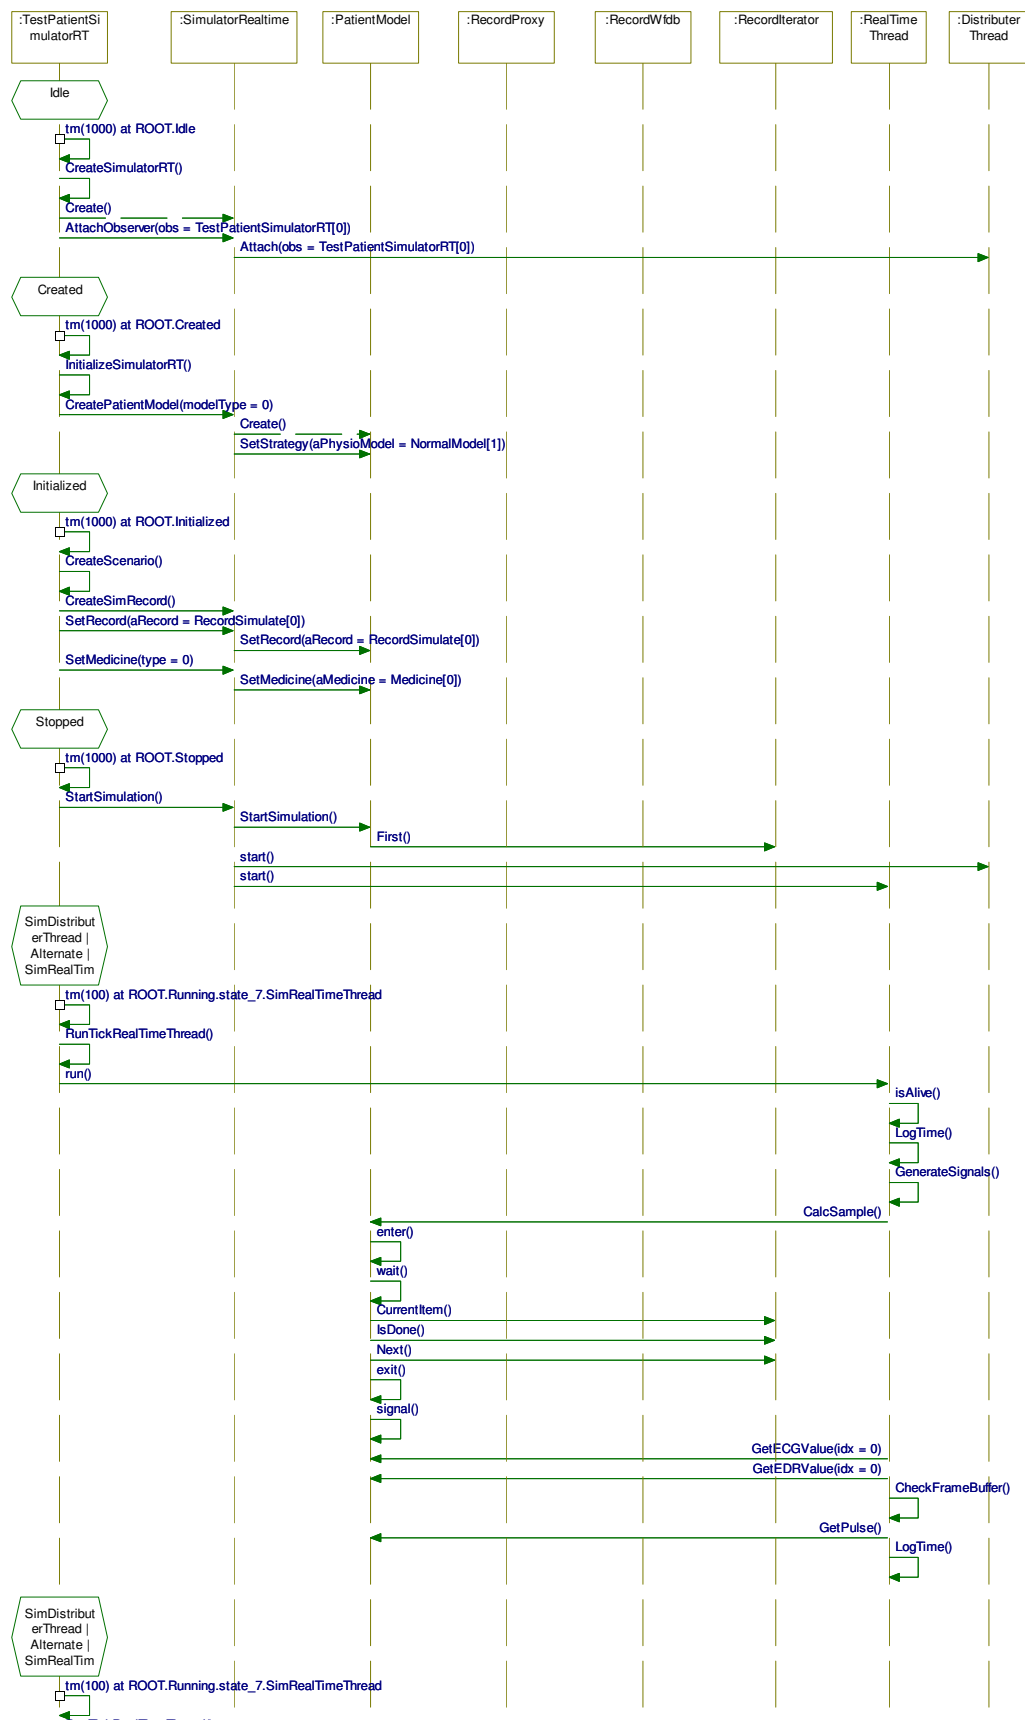 :TestPatientSi
mulatorRT
:SimulatorRealtime
:PatientModel
:RecordProxy
:RecordWfdb
:RecordIterator
:RealTime
Thread
:Distributer
Thread
Idle
tm(1000) at ROOT.Idle
CreateSimulatorRT()
Create()
AttachObserver(obs = TestPatientSimulatorRT[0])
Attach(obs = TestPatientSimulatorRT[0])
Created
tm(1000) at ROOT.Created
InitializeSimulatorRT()
CreatePatientModel(modelType = 0)
Create()
SetStrategy(aPhysioModel = NormalModel[1])
Initialized
tm(1000) at ROOT.Initialized
CreateScenario()
CreateSimRecord()
SetRecord(aRecord = RecordSimulate[0])
SetRecord(aRecord = RecordSimulate[0])
SetMedicine(type = 0)
SetMedicine(aMedicine = Medicine[0])
Stopped
tm(1000) at ROOT.Stopped
StartSimulation()
StartSimulation()
First()
start()
start()
SimDistribut
erThread |
Alternate |
SimRealTim
tm(100) at ROOT.Running.state_7.SimRealTimeThread
RunTickRealTimeThread()
run()
isAlive()
LogTime()
GenerateSignals()
CalcSample()
enter()
wait()
CurrentItem()
IsDone()
Next()
exit()
signal()
GetECGValue(idx = 0)
GetEDRValue(idx = 0)
CheckFrameBuffer()
GetPulse()
LogTime()
SimDistribut
erThread |
Alternate |
SimRealTim
tm(100) at ROOT.Running.state_7.SimRealTimeThread